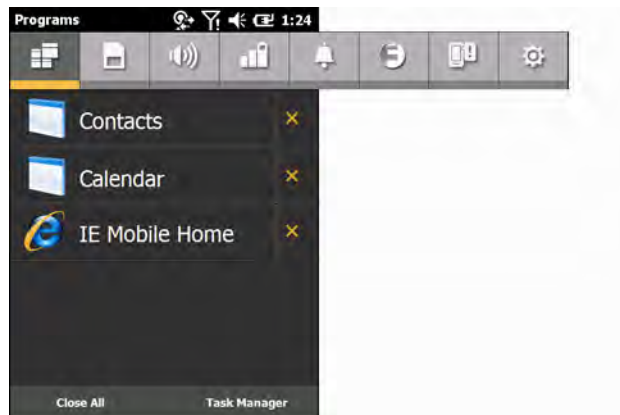 Programs 1:24
Contacts
Calendar
IE Mobile Home
Close All Task Manager